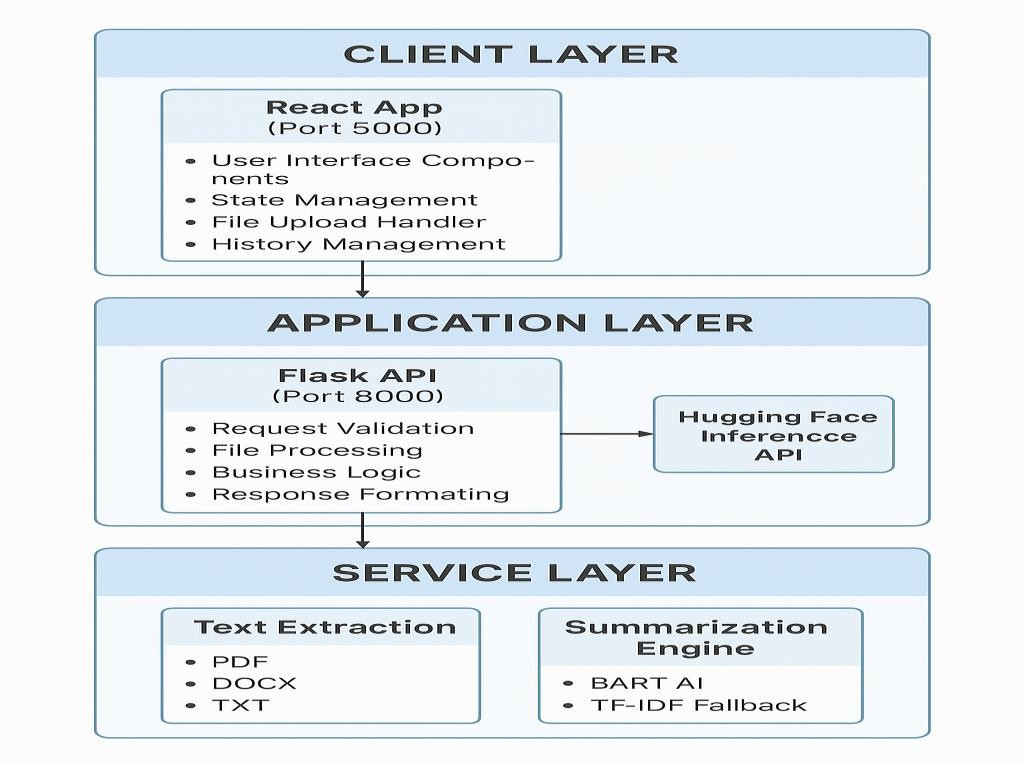 CLIENT LAYER
React App
(Port 5000)
• User Interface Compo-
nents
• State Management
• File Upload Handler
• History Management
APPLICATION LAYER
Flask API
(Port 8000)
• Request Validation
• File Processing
• Business Logic
• Response Formating
Hugging Face
Inferencce
API
SERVICE LAYER
Text Extraction
• PDF
• DOCX
• TXT
Summarization
Engine
• BART AI
• TF-IDF Fallback